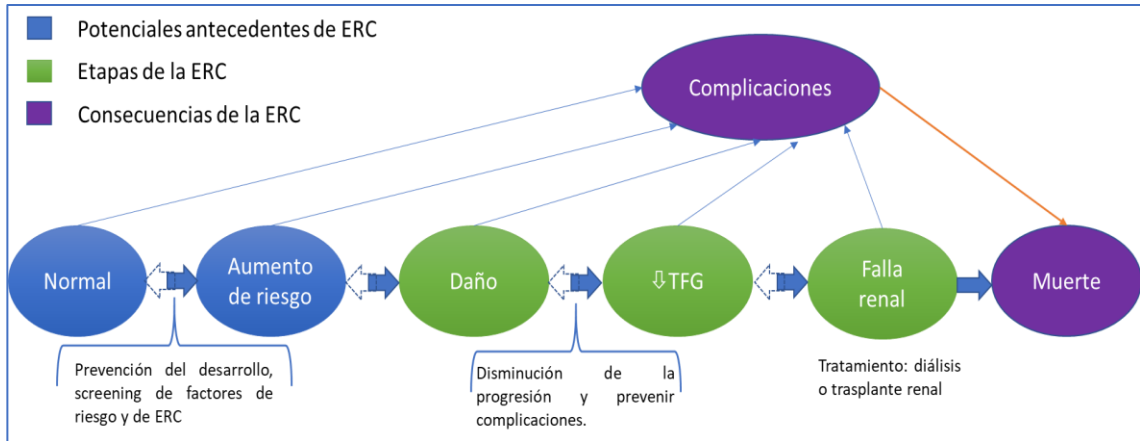 Potenciales antecedentes de ERC
Etapas de la ERC
Consecuencias de la ERC
Complicaciones
Normal
Aumento
de riesgo
Daño
⇩TFG
Falla
renal
Muerte
Prevención del desarrollo,
screening de factores de
riesgo y de ERC
Disminución de la
progresión y prevenir
complicaciones.
Tratamiento: diálisis
o trasplante renal